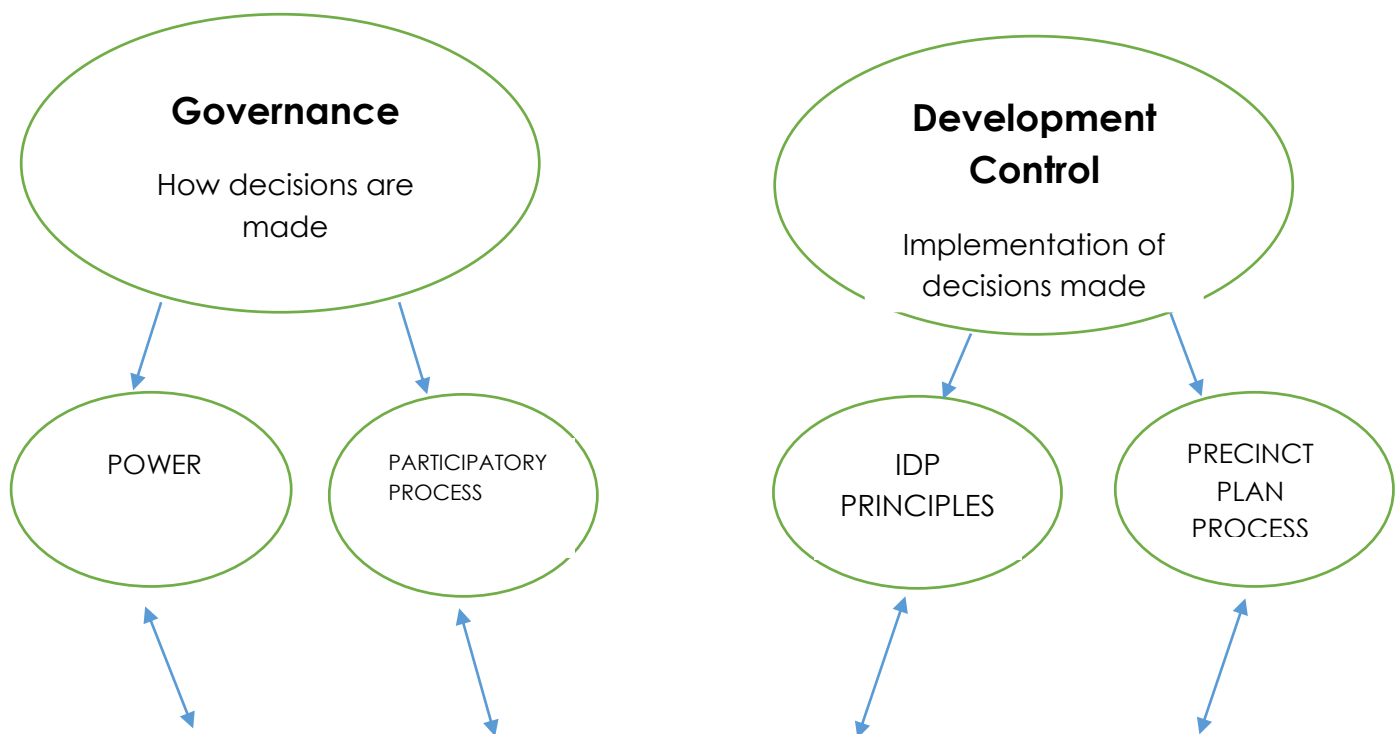 Governance
How decisions are
made
Development
Control
Implementation of
decisions made
POWER
PARTICIPATORY
PROCESS
IDP
PRINCIPLES
PRECINCT
PLAN
PROCESS